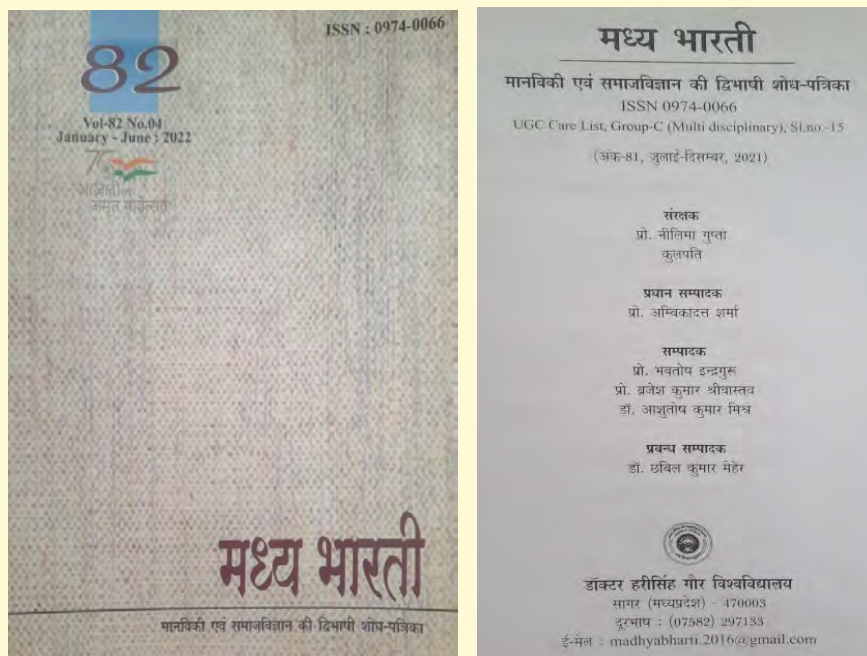 ISSN : 0974-0066
82
Vol-82 No.04
January - June : 2022
आज़ादी का
अमृत महोत्सव
मध्य भारती
मानविकी एवं समाजविज्ञान की द्विभाषी शोध-पत्रिका
मध्य भारती
मानविकी एवं समाजविज्ञान की द्विभाषी शोध-पत्रिका
ISSN 0974-0066
UGC Care List, Group-C (Multi disciplinary), Sl.no.-15
(अंक-81, जुलाई-दिसम्बर, 2021)
संरक्षक
प्रो. नीलिमा गुप्ता
कुलपति
प्रधान सम्पादक
प्रो. अम्बिकादत्त शर्मा
सम्पादक
प्रो. भवतोष इन्द्रगुरू
प्रो. ब्रजेश कुमार श्रीवास्तव
डॉ. आशुतोष कुमार मिश्र
प्रबन्ध सम्पादक
डॉ. छबिल कुमार मेहेर
डॉक्टर हरीसिंह गौर विश्वविद्यालय
सागर (मध्यप्रदेश) - 470003
दूरभाष : (07582) 297133
ई-मेल : madhyabharti.2016@gmail.com